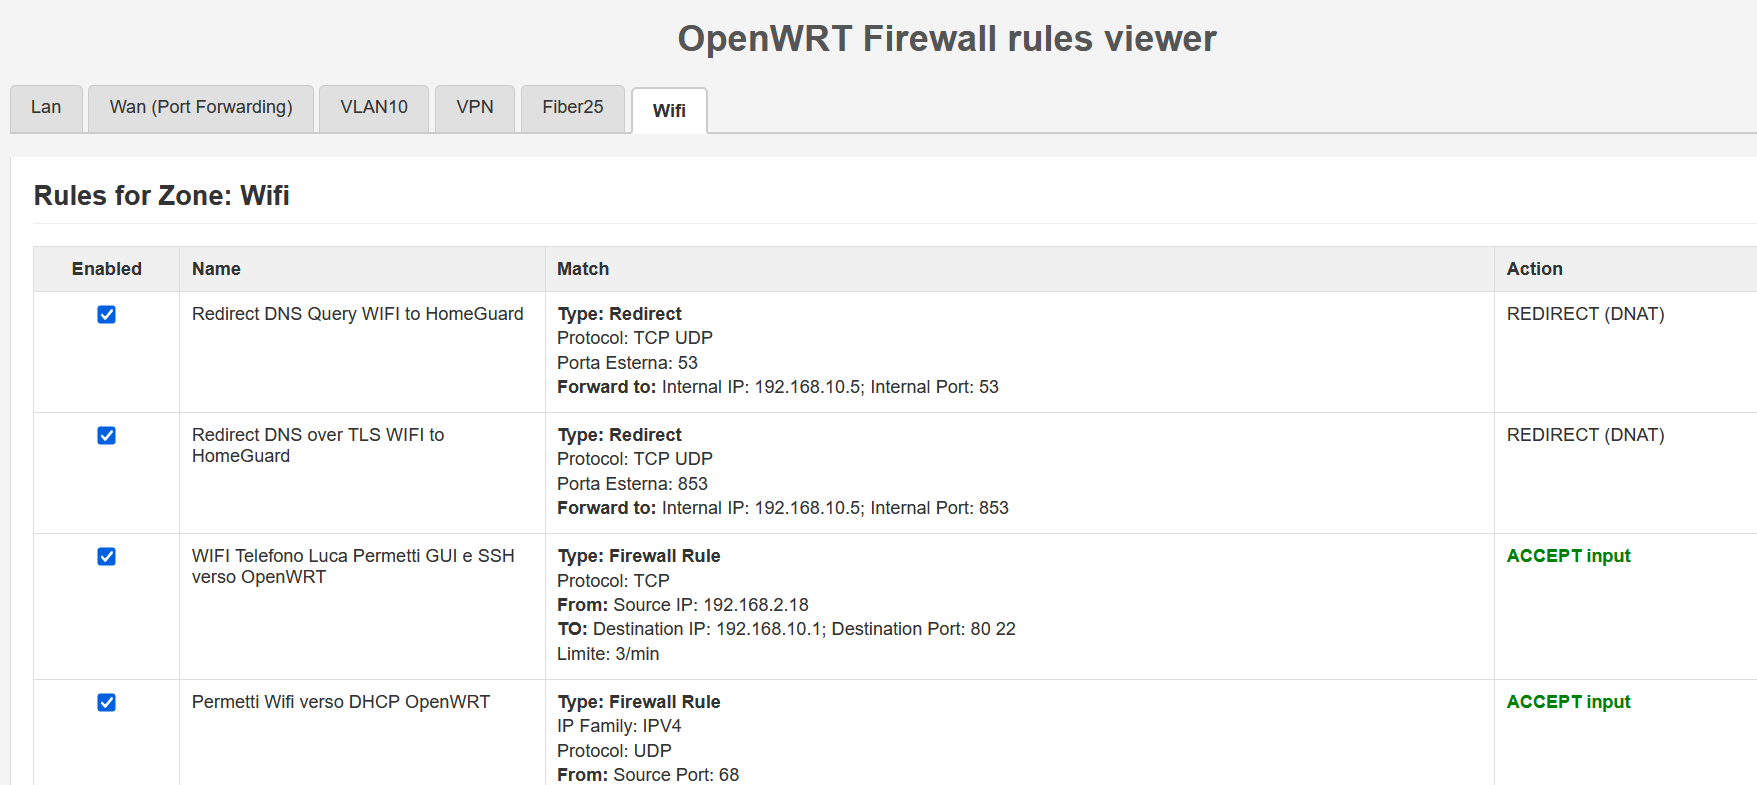 OpenWRT Firewall rules viewer
Lan
Wan (Port Forwarding)
VLAN10
VPN
Fiber25
Wifi
Rules for Zone: Wifi
Enabled
Name
Match
Action
Redirect DNS Query WIFI to HomeGuard
Type: Redirect
Protocol: TCP UDP
Porta Esterna: 53
Forward to: Internal IP: 192.168.10.5; Internal Port: 53
REDIRECT (DNAT)
Redirect DNS over TLS WIFI to
HomeGuard
Type: Redirect
Protocol: TCP UDP
Porta Esterna: 853
Forward to: Internal IP: 192.168.10.5; Internal Port: 853
REDIRECT (DNAT)
WIFI Telefono Luca Permetti GUI e SSH
verso OpenWRT
Type: Firewall Rule
Protocol: TCP
From: Source IP: 192.168.2.18
TO: Destination IP: 192.168.10.1; Destination Port: 80 22
Limite: 3/min
ACCEPT input
Permetti Wifi verso DHCP OpenWRT
Type: Firewall Rule
IP Family: IPV4
Protocol: UDP
From: Source Port: 68
ACCEPT input